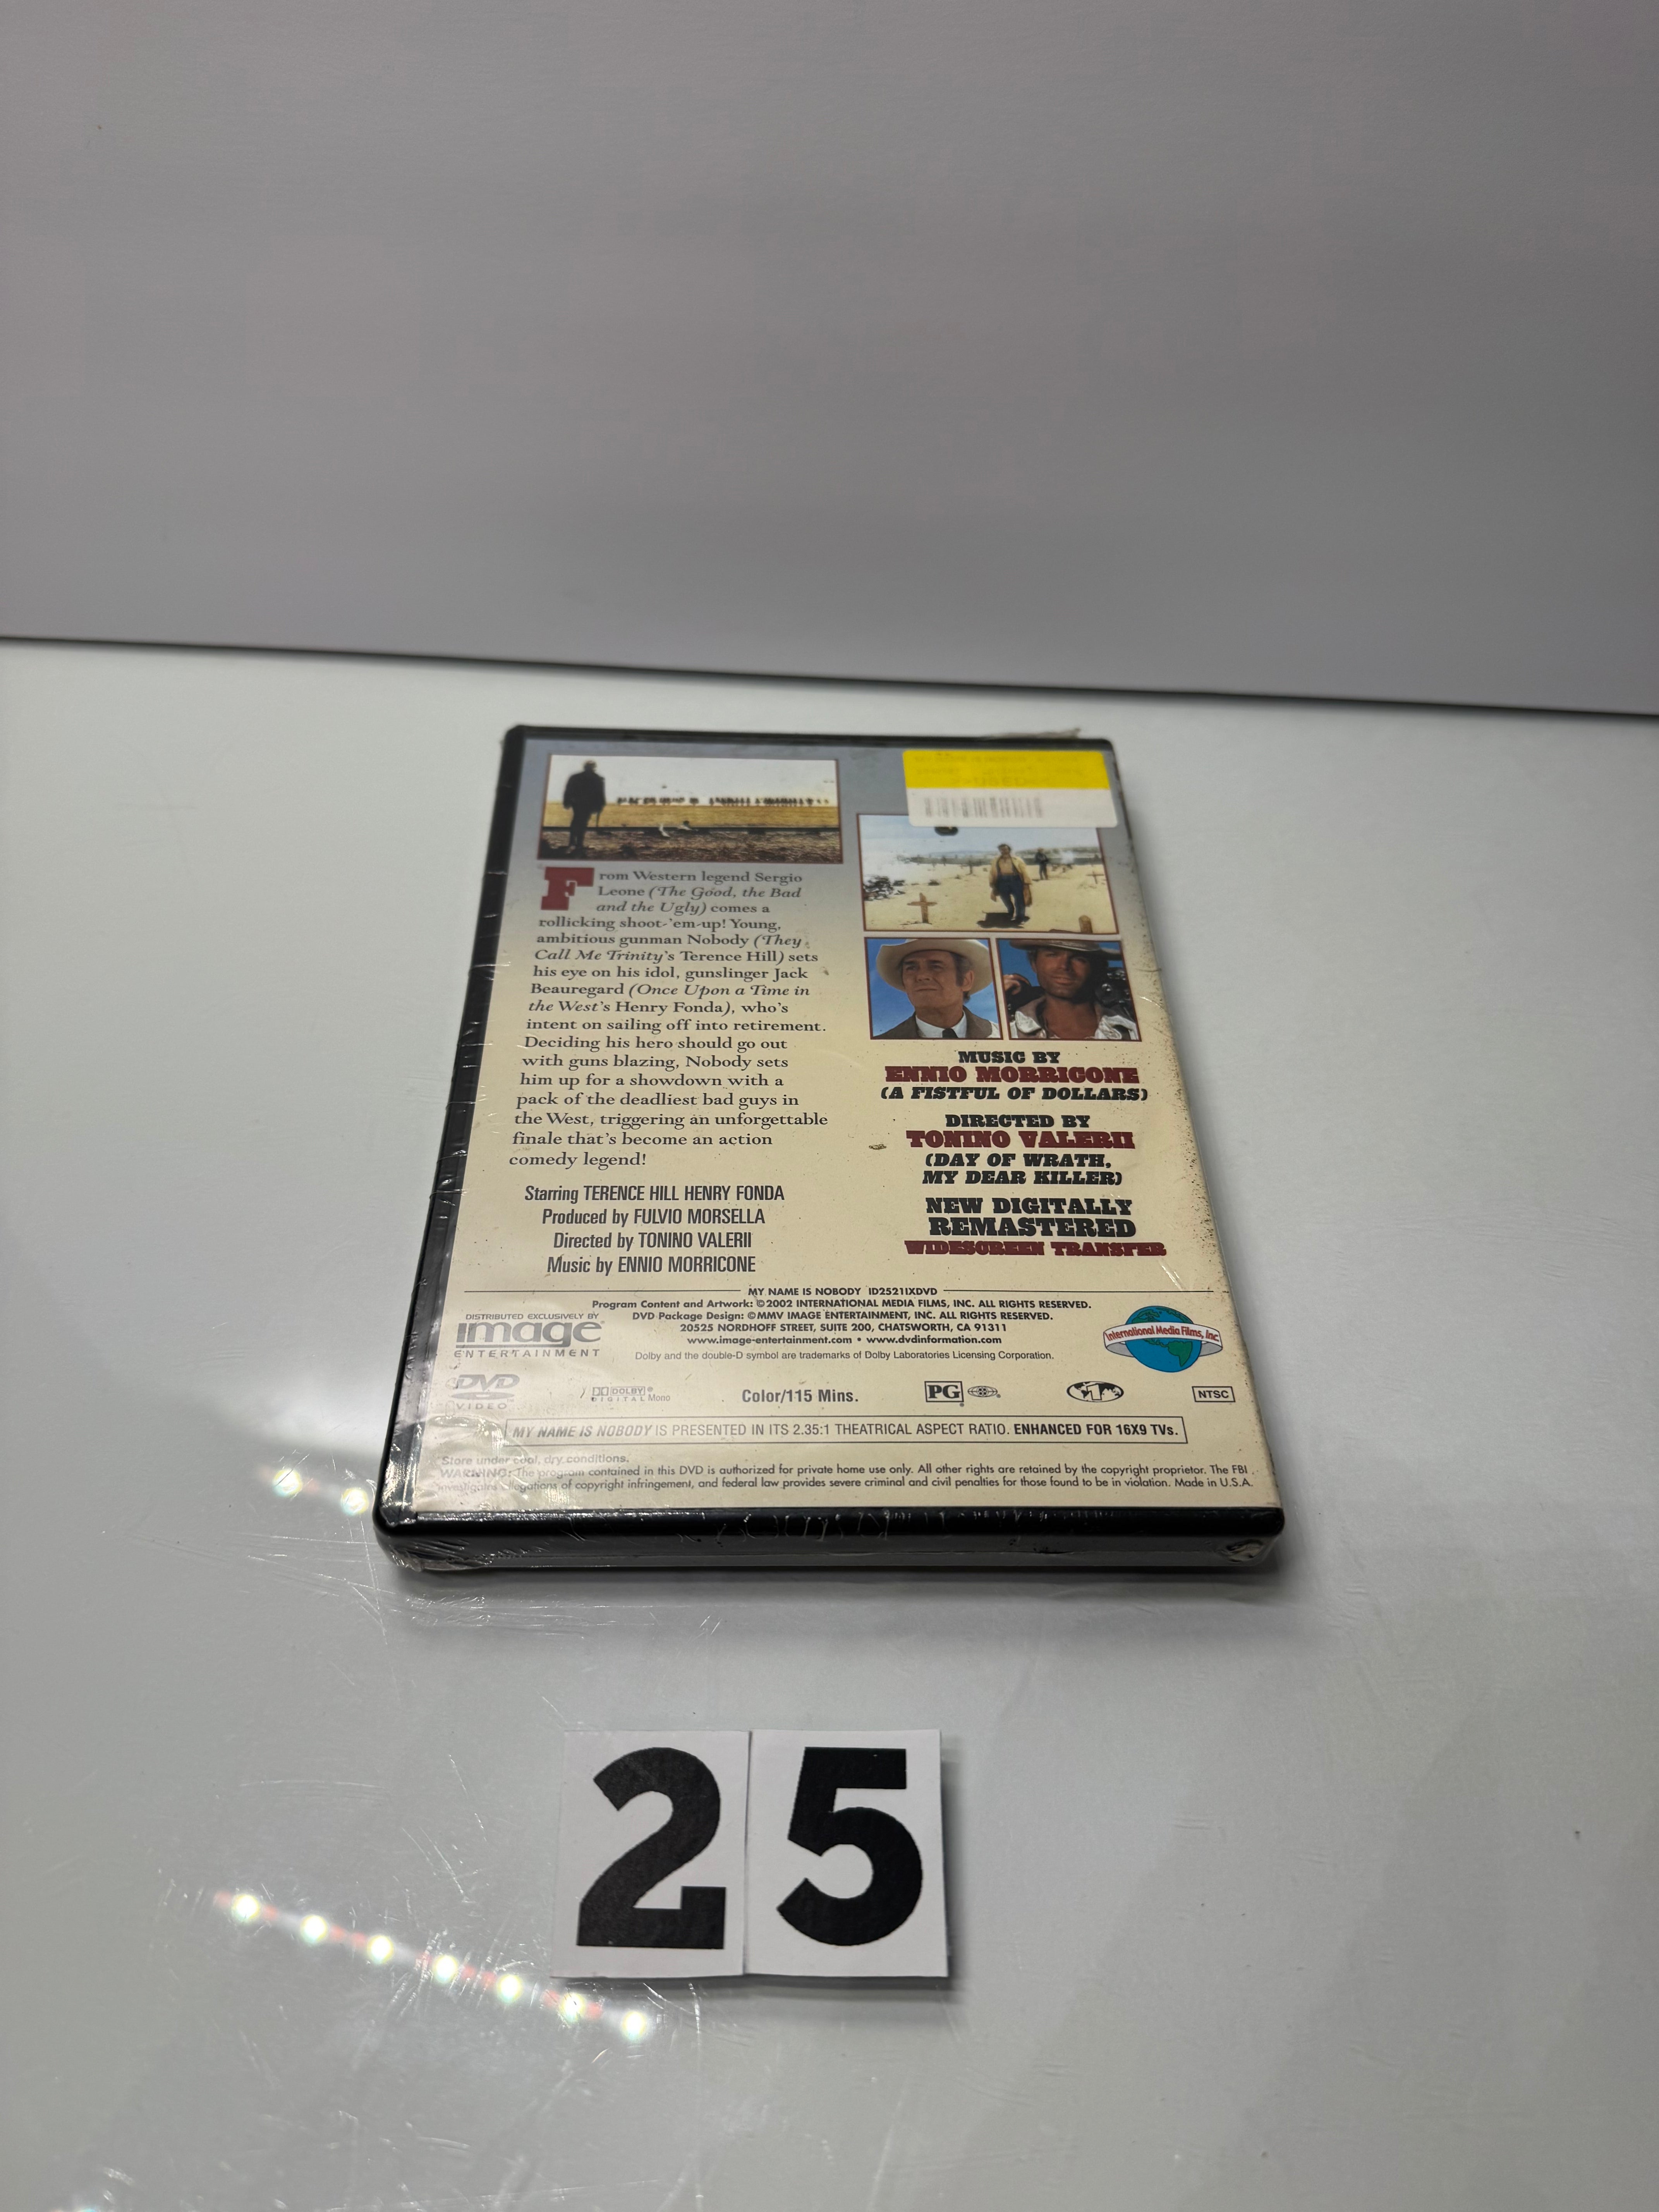 From Western legend Sergio
Leone (The Good, the Bad
and the Ugly) comes a
rollicking shoot-'em-up! Young,
ambitious gunman Nobody (They
Call Me Trinity's Terence Hill) sets
his eye on his idol, gunslinger Jack
Beauregard (Once Upon a Time in
the West's Henry Fonda), who's
intent on sailing off into retirement.
Deciding his hero should go out
with guns blazing, Nobody sets
him up for a showdown with a
pack of the deadliest bad guys in
the West, triggering an unforgettable
finale that's become an action
comedy legend!
Starring TERENCE HILL HENRY FONDA
Produced by FULVIO MORSELLA
Directed by TONINO VALERII
Music by ENNIO MORRICONE
MUSIC BY
ENNIO MORRICONE
(A FISTFUL OF DOLLARS)
DIRECTED BY
TONINO VALERII
(DAY OF WRATH,
MY DEAR KILLER)
NEW DIGITALLY
REMASTERED
WIDESCREEN TRANSFER
MY NAME IS NOBODY ID2521IXDVD
Program Content and Artwork: ©2002 INTERNATIONAL MEDIA FILMS, INC. ALL RIGHTS RESERVED.
DVD Package Design: ©MMV IMAGE ENTERTAINMENT, INC. ALL RIGHTS RESERVED.
20525 NORDHOFF STREET, SUITE 200, CHATSWORTH, CA 91311
www.image-entertainment.com • www.dvdinformation.com
Dolby and the double-D symbol are trademarks of Dolby Laboratories Licensing Corporation.
DISTRIBUTED EXCLUSIVELY BY
image®
ENTERTAINMENT
International Media Films, Inc
DVD
VIDEO
DOLBY®
DIGITAL Mono
Color/115 Mins.
PG®
1
NTSC
MY NAME IS NOBODY IS PRESENTED IN ITS 2.35:1 THEATRICAL ASPECT RATIO. ENHANCED FOR 16X9 TVs.
Store under cool, dry conditions.
WARNING: The program contained in this DVD is authorized for private home use only. All other rights are retained by the copyright proprietor. The FBI
investigates allegations of copyright infringement, and federal law provides severe criminal and civil penalties for those found to be in violation. Made in U.S.A.
25